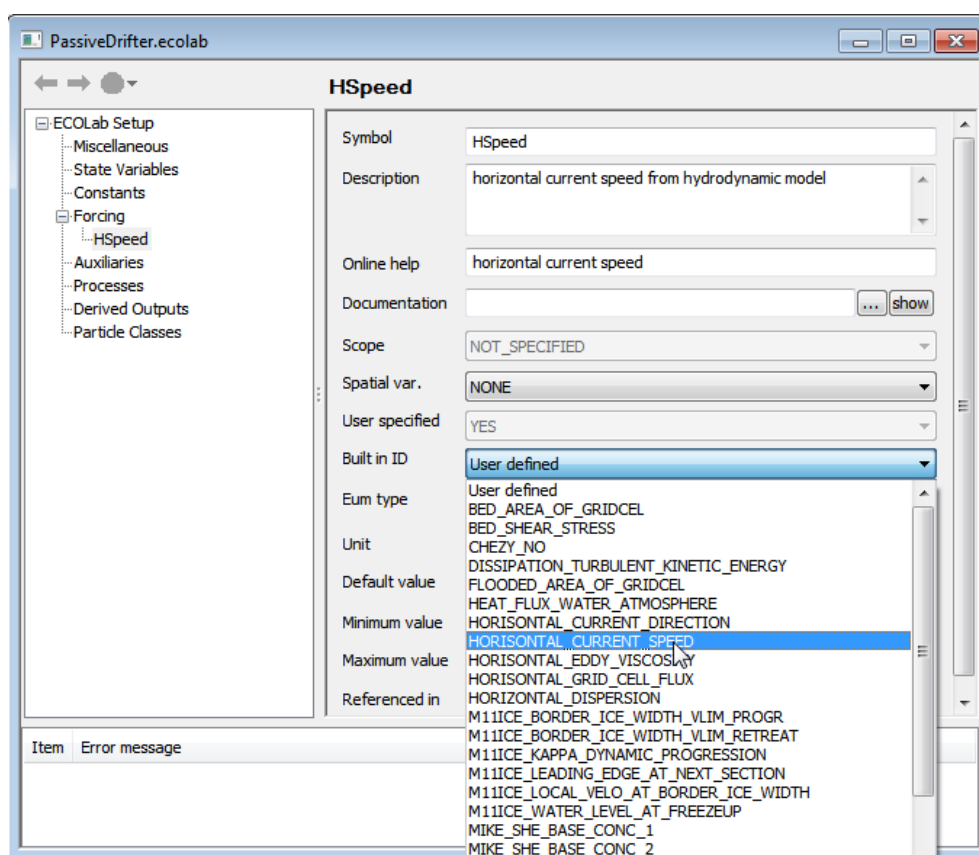 PassiveDrifter.ecolab
HSpeed
ECOLab Setup
Miscellaneous
State Variables
Constants
Forcing
HSpeed
Auxiliaries
Processes
Derived Outputs
Particle Classes
Symbol HSpeed
Description horizontal current speed from hydrodynamic model
Online help horizontal current speed
Documentation ... show
Scope NOT_SPECIFIED
Spatial var. NONE
User specified YES
Built in ID User defined
Eum type
Unit
Default value
Minimum value
Maximum value
Referenced in
User defined
BED_AREA_OF_GRIDCEL
BED_SHEAR_STRESS
CHEZY_NO
DISSIPATION_TURBULENT_KINETIC_ENERGY
FLOODED_AREA_OF_GRIDCEL
HEAT_FLUX_WATER_ATMOSPHERE
HORISONTAL_CURRENT_DIRECTION
HORISONTAL_CURRENT_SPEED
HORISONTAL_EDDY_VISCOSITY
HORISONTAL_GRID_CELL_FLUX
HORIZONTAL_DISPERSION
M11ICE_BORDER_ICE_WIDTH_VLIM_PROGR
M11ICE_BORDER_ICE_WIDTH_VLIM_RETREAT
M11ICE_KAPPA_DYNAMIC_PROGRESSION
M11ICE_LEADING_EDGE_AT_NEXT_SECTION
M11ICE_LOCAL_VELO_AT_BORDER_ICE_WIDTH
M11ICE_WATER_LEVEL_AT_FREEZEUP
MIKE_SHE_BASE_CONC_1
MIKE_SHE_BASE_CONC_2
Item Error message